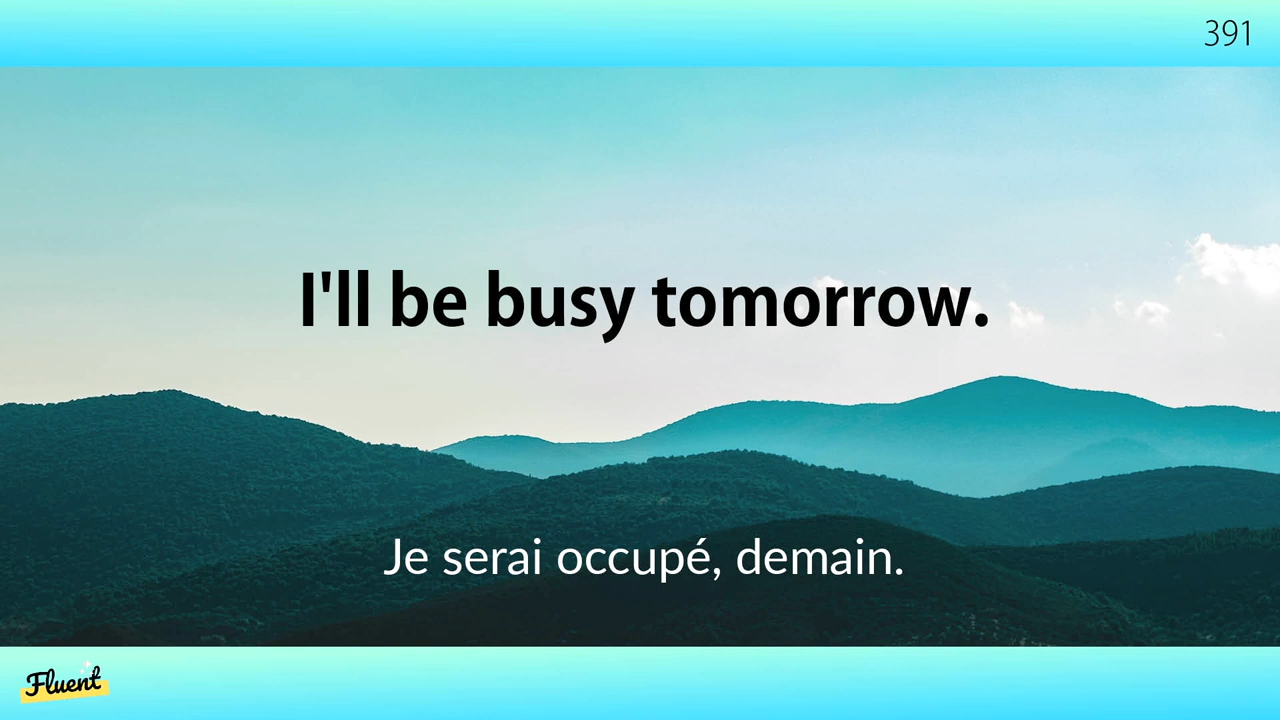 391
I'll be busy tomorrow.
Je serai occupé, demain.
Fluent